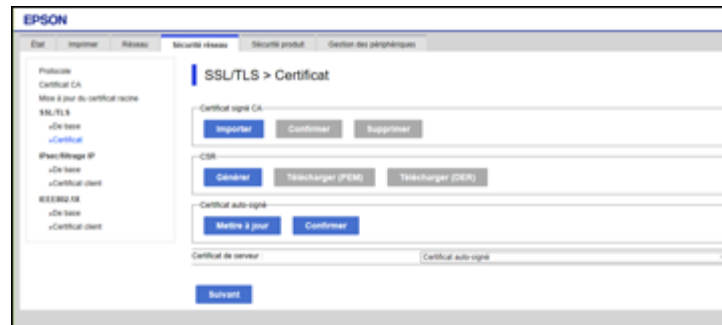 EPSON
État Imprimer Réseau Sécurité réseau Sécurité produit Gestion des périphériques
Protocole
Certificat CA
Mise à jour du certificat racine
SSL/TLS
»De base
»Certificat
IPsec/filtrage IP
»De base
»Certificat client
IEEE802.1X
»De base
»Certificat client
SSL/TLS > Certificat
Certificat signé CA
Importer Confirmer Supprimer
CSR
Générer Télécharger (PEM) Télécharger (DER)
Certificat auto-signé
Mettre à jour Confirmer
Certificat de serveur : Certificat auto-signé
Suivant